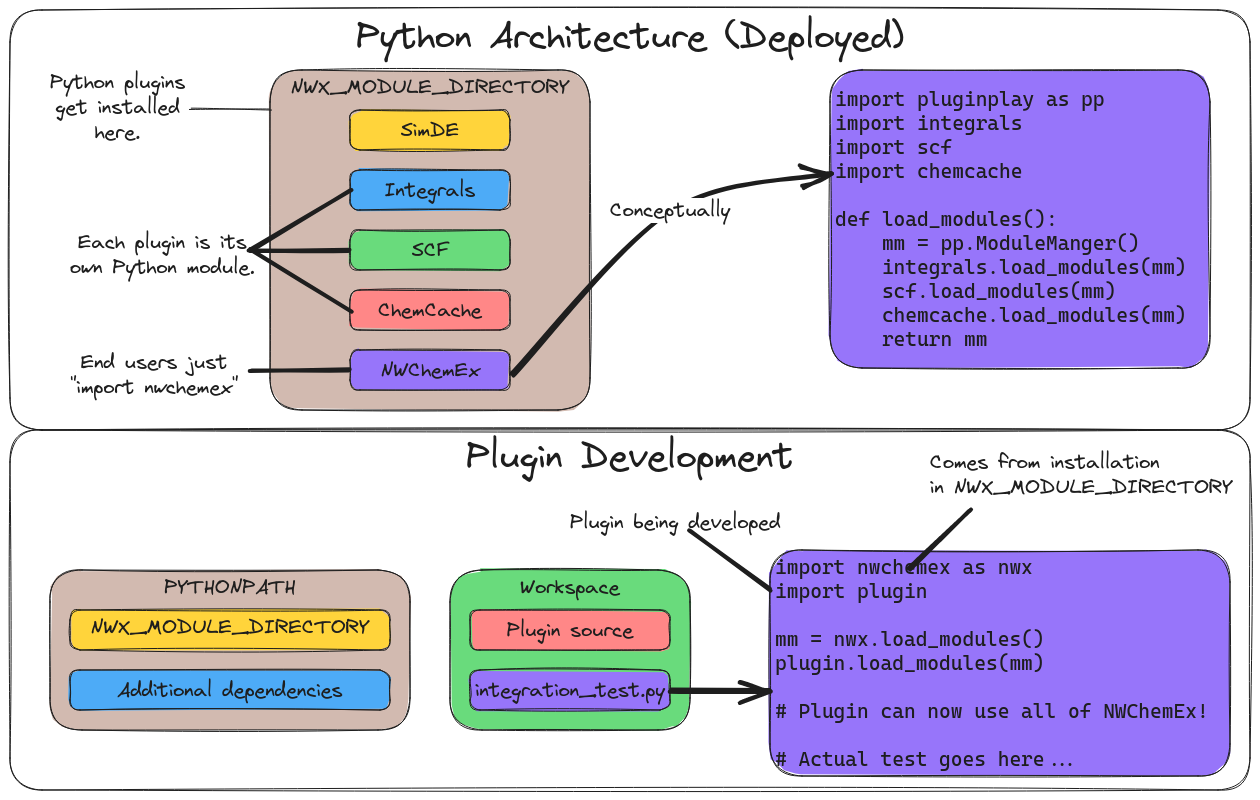 Python Architecture (Deployed)
Python plugins
get installed
here.
NWX_MODULE_DIRECTORY
SimDE
Integrals
SCF
ChemCache
NWChemEx
Each plugin is its
own Python module.
End users just
"import nwchemex"
Conceptually
import pluginplay as pp
import integrals
import scf
import chemcache
def load_modules():
    mm = pp.ModuleManger()
    integrals.load_modules(mm)
    scf.load_modules(mm)
    chemcache.load_modules(mm)
    return mm
Plugin Development
Comes from installation
in NWX_MODULE_DIRECTORY
Plugin being developed
PYTHONPATH
NWX_MODULE_DIRECTORY
Additional dependencies
Workspace
Plugin source
integration_test.py
import nwchemex as nwx
import plugin
mm = nwx.load_modules()
plugin.load_modules(mm)
# Plugin can now use all of NWChemEx!
# Actual test goes here...